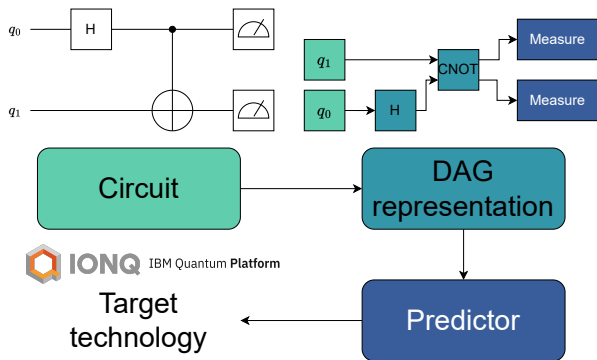 q₀
H
q₁
q₁
q₀
H
CNOT
Measure
Measure
Circuit
DAG
representation
IONQ
IBM Quantum Platform
Target
technology
Predictor